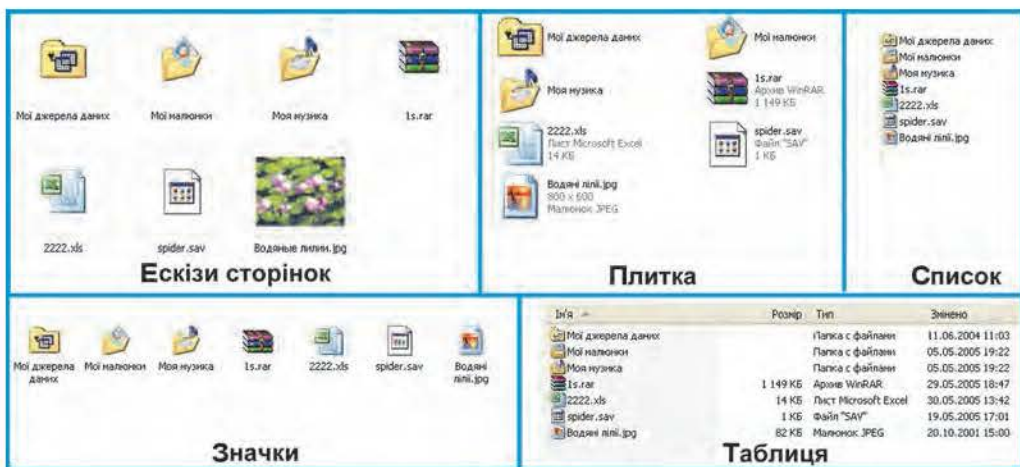 Мої джерела даних Мої малюнки Моя музика 1s.rar
2222.xls spider.sav Водяные лилии.jpg
Ескізи сторінок
Мої джерела даних Мої малюнки
Моя музика
1s.rar
Архив WinRAR
1 149 КБ
2222.xls
Лист Microsoft Excel
14 КБ
spider.sav
Файл "SAV"
1 КБ
Водяні лілії.jpg
800 x 600
Малюнок JPEG
Плитка
Мої джерела даних
Мої малюнки
Моя музика
1s.rar
2222.xls
spider.sav
Водяні лілії.jpg
Список
Мої джерела даних Мої малюнки Моя музика 1s.rar 2222.xls spider.sav Водяні лілії.jpg
Значки
Ім'я Розмір Тип Змінено
Мої джерела даних Папка с файлами 11.06.2004 11:03
Мої малюнки Папка с файлами 05.05.2005 19:22
Моя музика Папка с файлами 05.05.2005 19:22
1s.rar 1 149 КБ Архив WinRAR 29.05.2005 18:47
2222.xls 14 КБ Лист Microsoft Excel 30.05.2005 13:42
spider.sav 1 КБ Файл "SAV" 19.05.2005 17:01
Водяні лілії.jpg 82 КБ Малюнок JPEG 20.10.2001 15:00
Таблиця